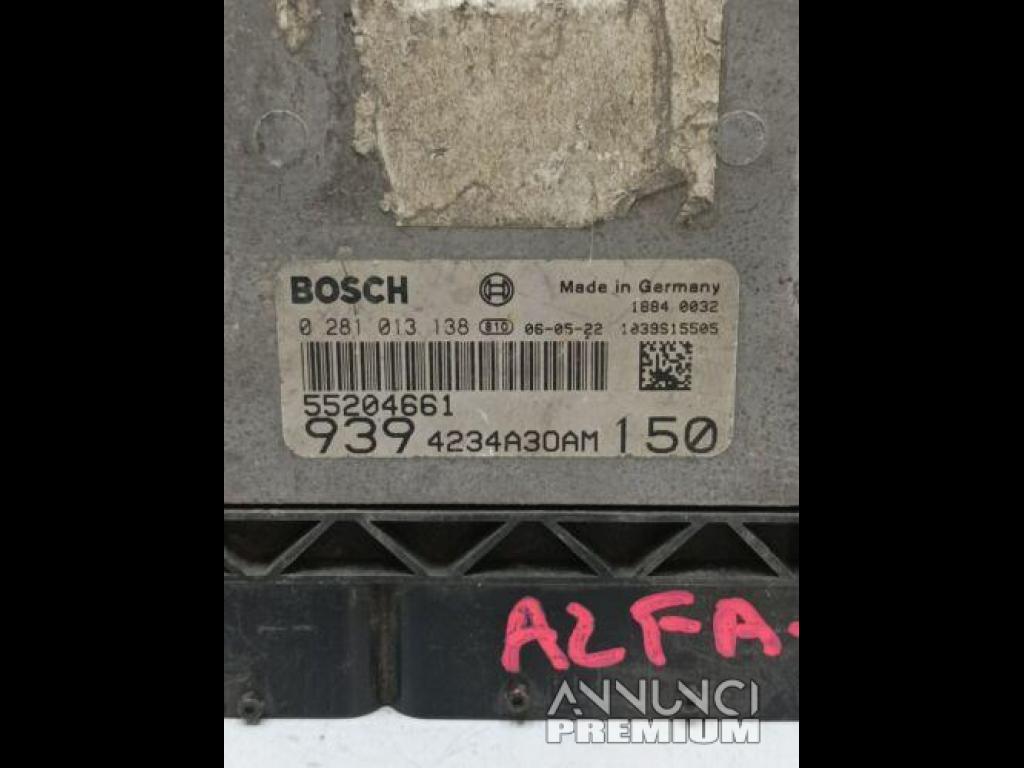 BOSCH Made in Germany
1884 0032
0 281 013 138 810 06-05-22 1039S15505
55204661
939 4234A30AM 150
ALFA-
ANNUNCI
PREMIUM